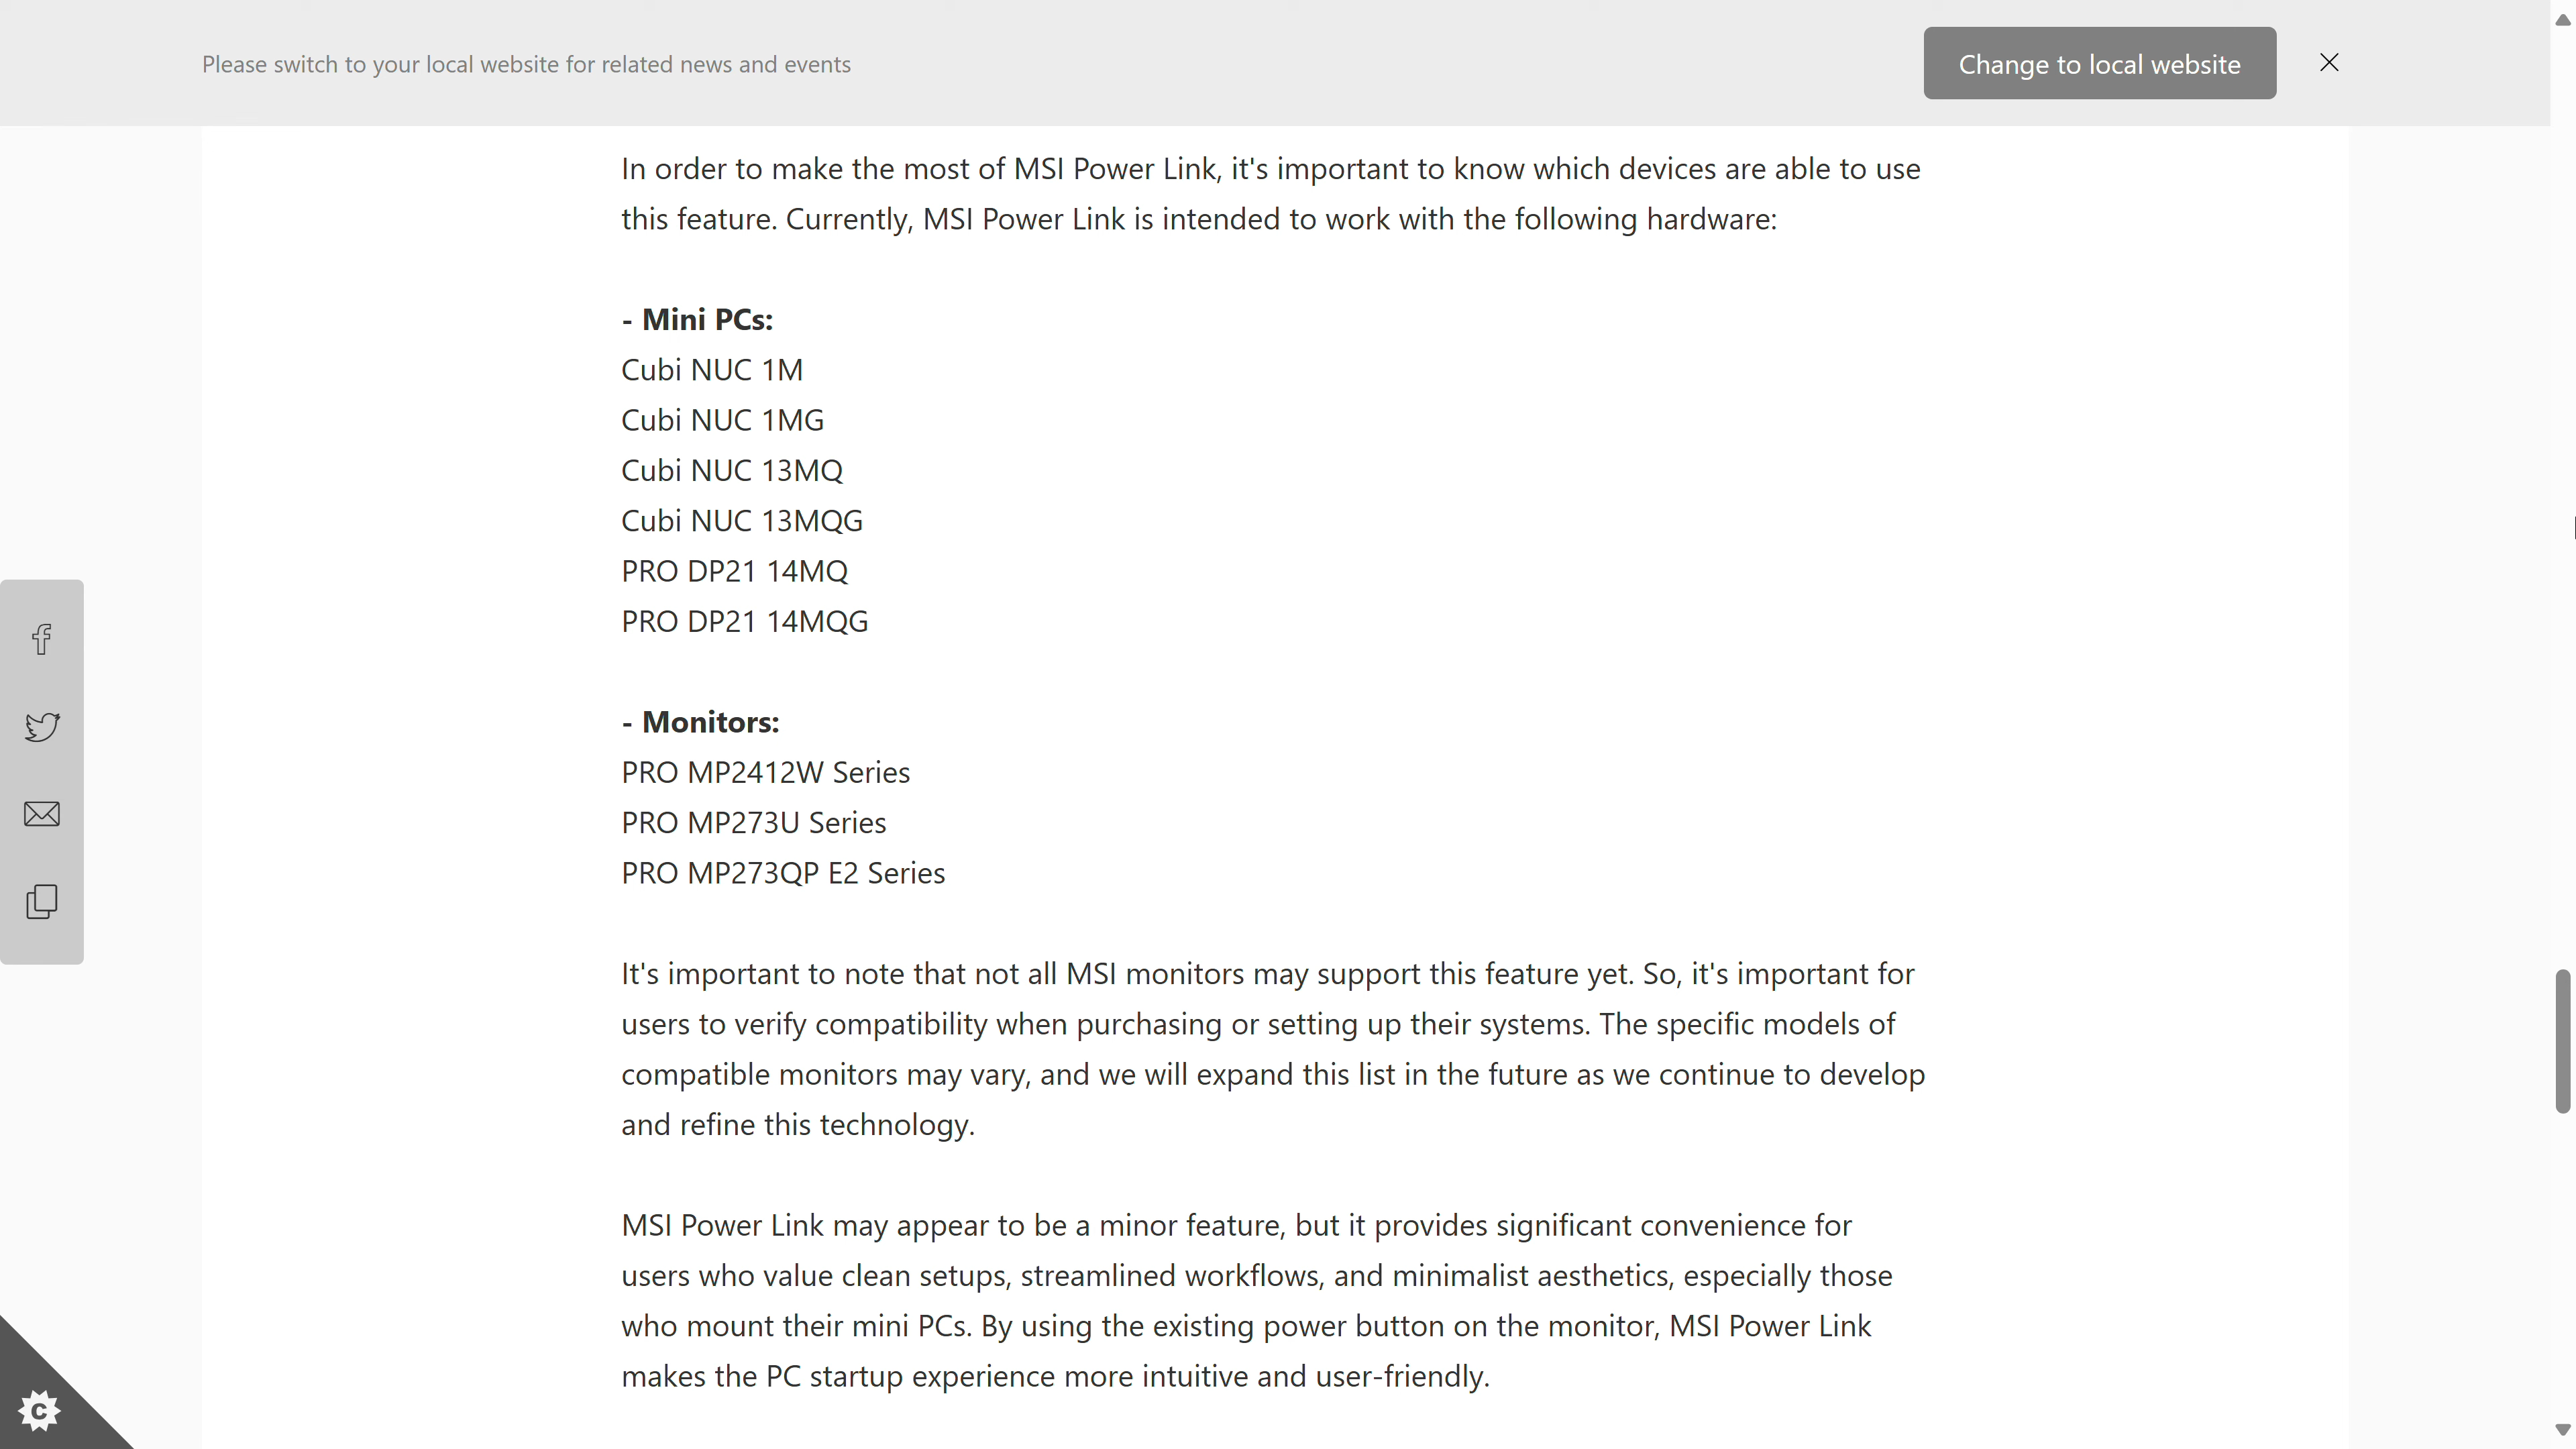 Please switch to your local website for related news and events
Change to local website
In order to make the most of MSI Power Link, it's important to know which devices are able to use
this feature. Currently, MSI Power Link is intended to work with the following hardware:
- Mini PCs:
Cubi NUC 1M
Cubi NUC 1MG
Cubi NUC 13MQ
Cubi NUC 13MQG
PRO DP21 14MQ
PRO DP21 14MQG
- Monitors:
PRO MP2412W Series
PRO MP273U Series
PRO MP273QP E2 Series
It's important to note that not all MSI monitors may support this feature yet. So, it's important for
users to verify compatibility when purchasing or setting up their systems. The specific models of
compatible monitors may vary, and we will expand this list in the future as we continue to develop
and refine this technology.
MSI Power Link may appear to be a minor feature, but it provides significant convenience for
users who value clean setups, streamlined workflows, and minimalist aesthetics, especially those
who mount their mini PCs. By using the existing power button on the monitor, MSI Power Link
makes the PC startup experience more intuitive and user-friendly.
C